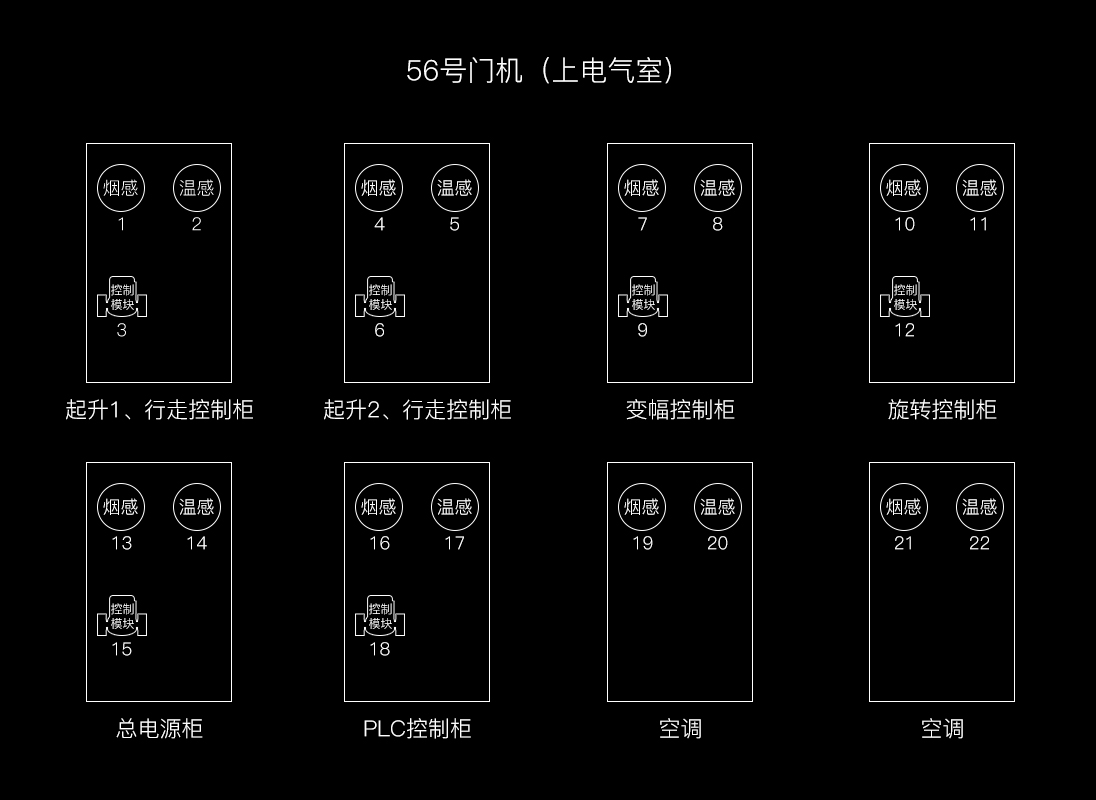 56号门机（上电气室）
烟感 温感 烟感 温感 烟感 温感 烟感 温感
1 2 4 5 7 8 10 11
控制 控制 控制 控制
模块 模块 模块 模块
3 6 9 12
起升1、行走控制柜 起升2、行走控制柜 变幅控制柜 旋转控制柜
烟感 温感 烟感 温感 烟感 温感 烟感 温感
13 14 16 17 19 20 21 22
控制 控制
模块 模块
15 18
总电源柜 PLC控制柜 空调 空调